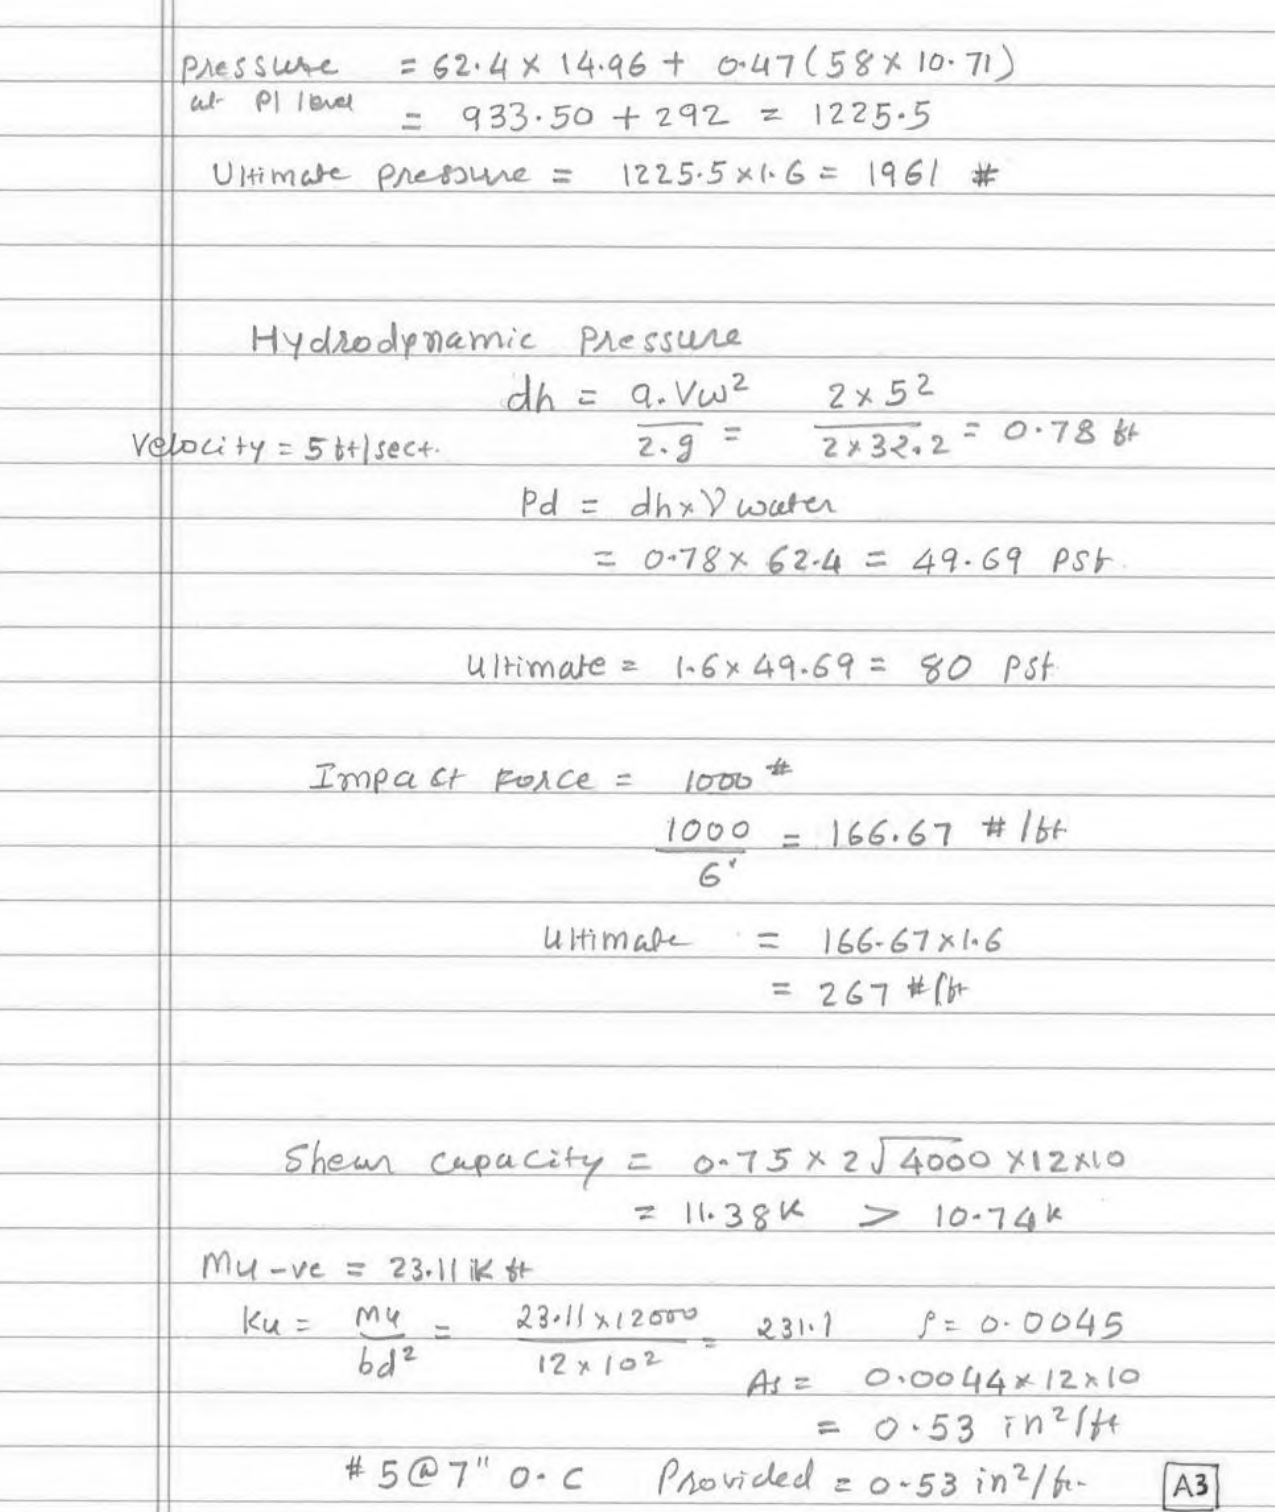 Pressure = 62.4 x 14.96 + 0.47 (58 x 10.71)
at Pl level = 933.50 + 292 = 1225.5
Ultimate pressure = 1225.5 x 1.6 = 1961 #
Hydrodynamic Pressure
dh = a.Vw² / 2.g = 2 x 5² / 2 x 32.2 = 0.78 ft
Velocity = 5 ft/sect.
Pd = dh x γ water
= 0.78 x 62.4 = 49.69 psf.
Ultimate = 1.6 x 49.69 = 80 psf.
Impact Force = 1000 #
1000 / 6' = 166.67 #/ft
Ultimate = 166.67 x 1.6
= 267 #/ft
Shear capacity = 0.75 x 2 √4000 x 12 x 10
= 11.38 K > 10.74 K
Mu -ve = 23.11 K ft
Ku = Mu / bd² = 23.11 x 12000 / 12 x 10² = 231.1 ρ = 0.0045
As = 0.0044 x 12 x 10
= 0.53 in²/ft
# 5 @ 7" O.C Provided = 0.53 in²/ft.
A3